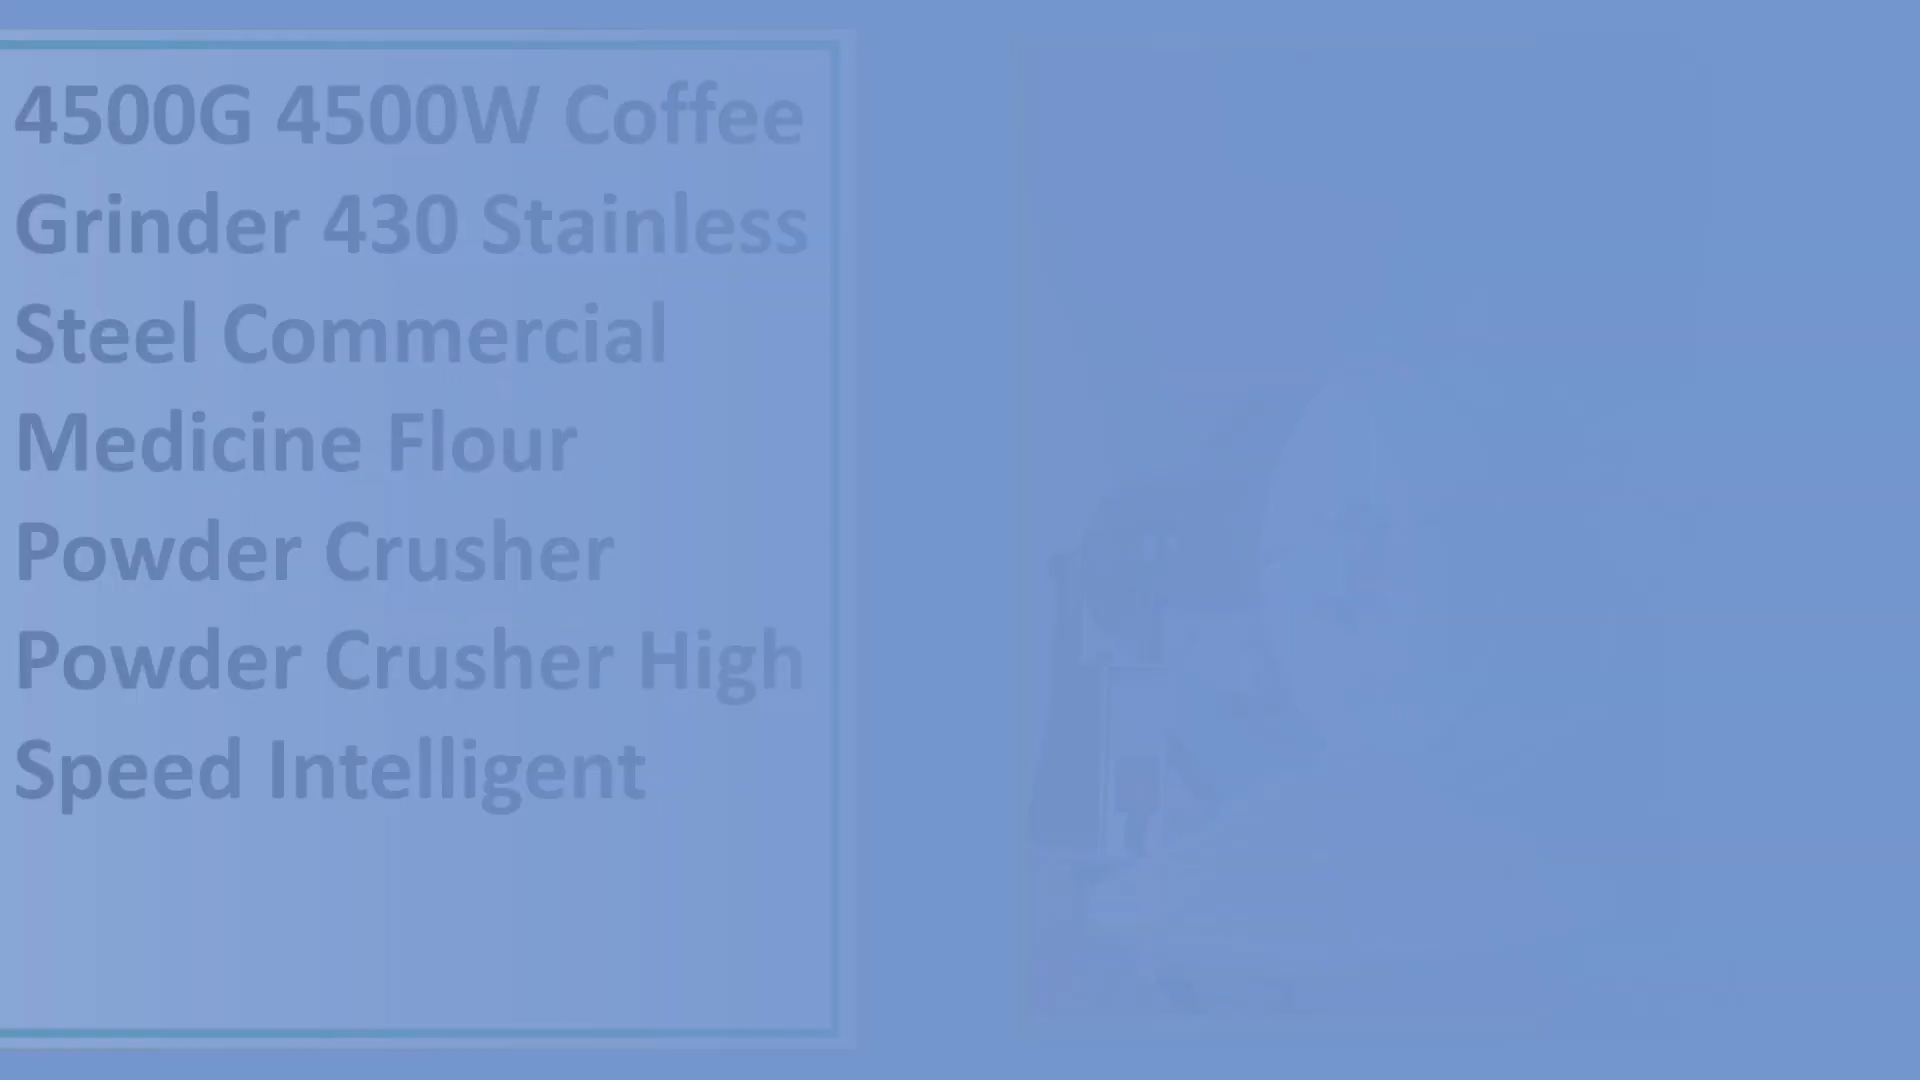 4500G 4500W Coffee
Grinder 430 Stainless
Steel Commercial
Medicine Flour
Powder Crusher
Powder Crusher High
Speed Intelligent